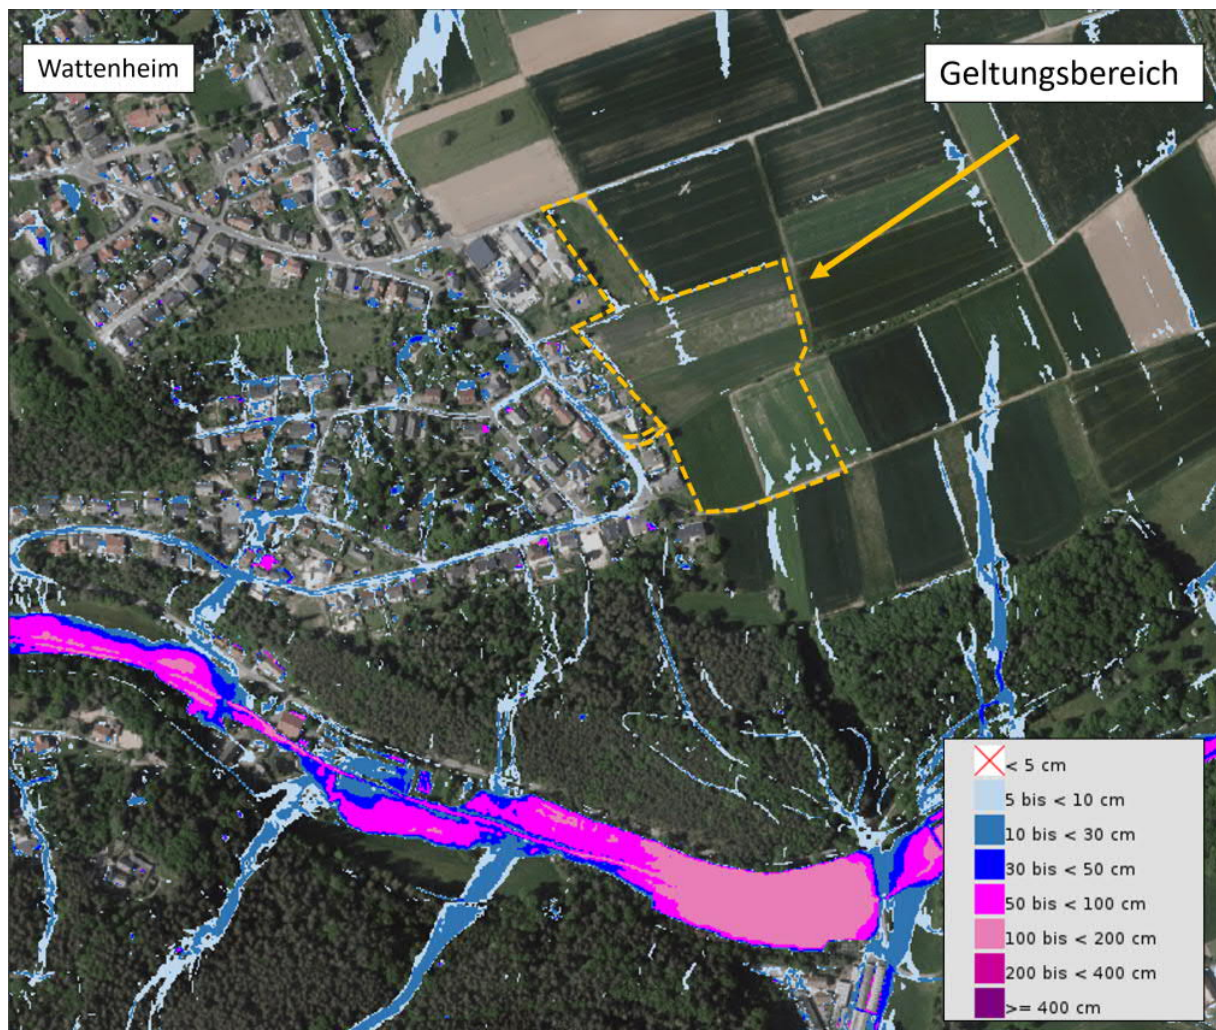 Wattenheim
Geltungsbereich
< 5 cm
5 bis < 10 cm
10 bis < 30 cm
30 bis < 50 cm
50 bis < 100 cm
100 bis < 200 cm
200 bis < 400 cm
>= 400 cm